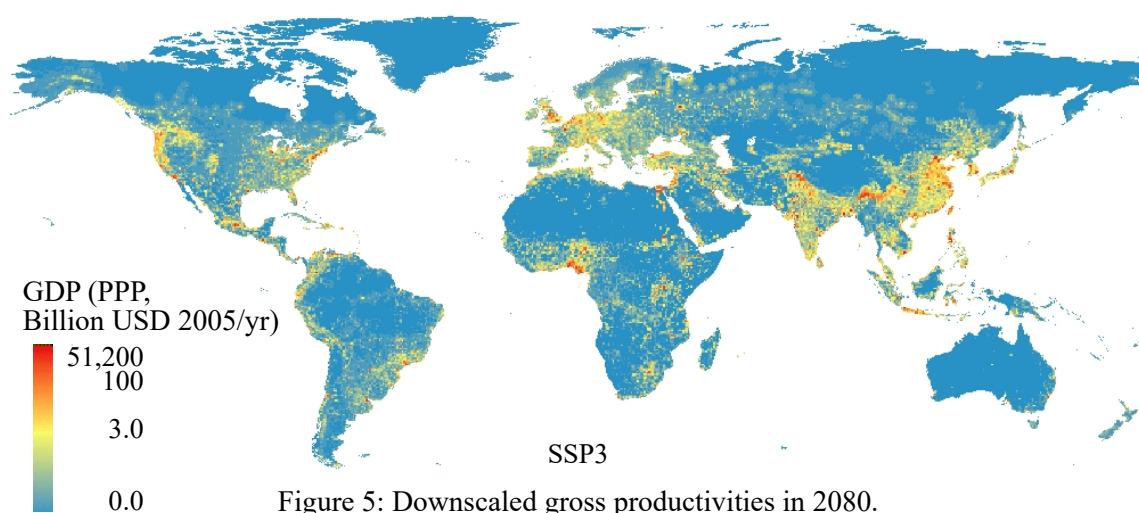 GDP (PPP,
Billion USD 2005/yr)
51,200
100
3.0
0.0
SSP3
Figure 5: Downscaled gross productivities in 2080.